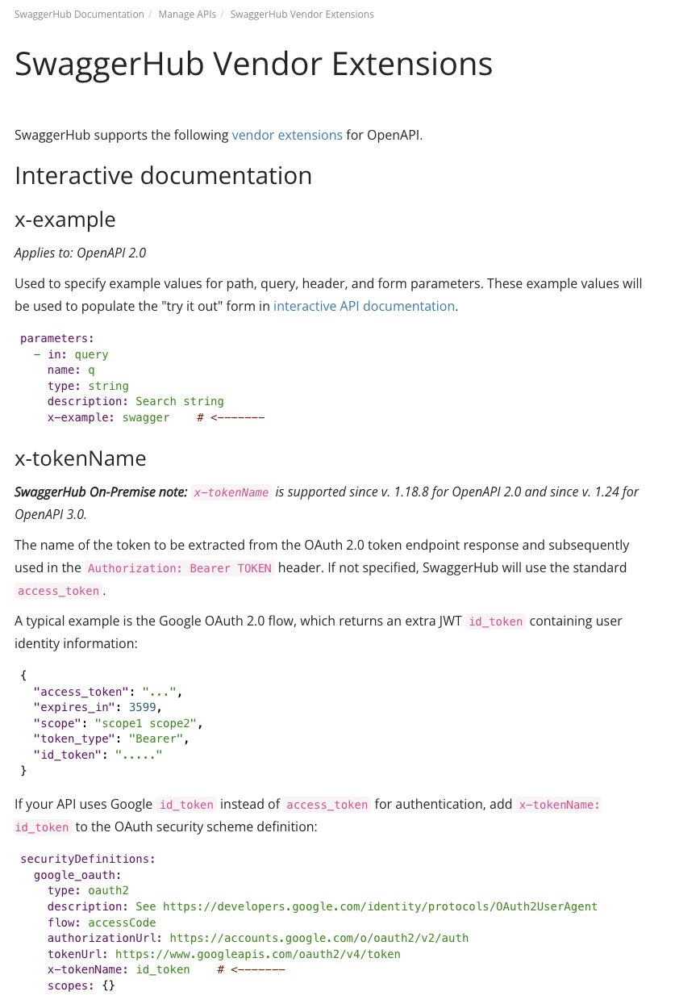 SwaggerHub Documentation / Manage APIs / SwaggerHub Vendor Extensions
SwaggerHub Vendor Extensions
SwaggerHub supports the following vendor extensions for OpenAPI.
Interactive documentation
x-example
Applies to: OpenAPI 2.0
Used to specify example values for path, query, header, and form parameters. These example values will
be used to populate the "try it out" form in interactive API documentation.
parameters:
  - in: query
    name: q
    type: string
    description: Search string
    x-example: swagger    # <-------
x-tokenName
SwaggerHub On-Premise note: x-tokenName is supported since v. 1.18.8 for OpenAPI 2.0 and since v. 1.24 for
OpenAPI 3.0.
The name of the token to be extracted from the OAuth 2.0 token endpoint response and subsequently
used in the Authorization: Bearer TOKEN header. If not specified, SwaggerHub will use the standard
access_token.
A typical example is the Google OAuth 2.0 flow, which returns an extra JWT id_token containing user
identity information:
{
  "access_token": "...",
  "expires_in": 3599,
  "scope": "scope1 scope2",
  "token_type": "Bearer",
  "id_token": "....."
}
If your API uses Google id_token instead of access_token for authentication, add x-tokenName:
id_token to the OAuth security scheme definition:
securityDefinitions:
  google_oauth:
    type: oauth2
    description: See https://developers.google.com/identity/protocols/OAuth2UserAgent
    flow: accessCode
    authorizationUrl: https://accounts.google.com/o/oauth2/v2/auth
    tokenUrl: https://www.googleapis.com/oauth2/v4/token
    x-tokenName: id_token    # <-------
    scopes: {}